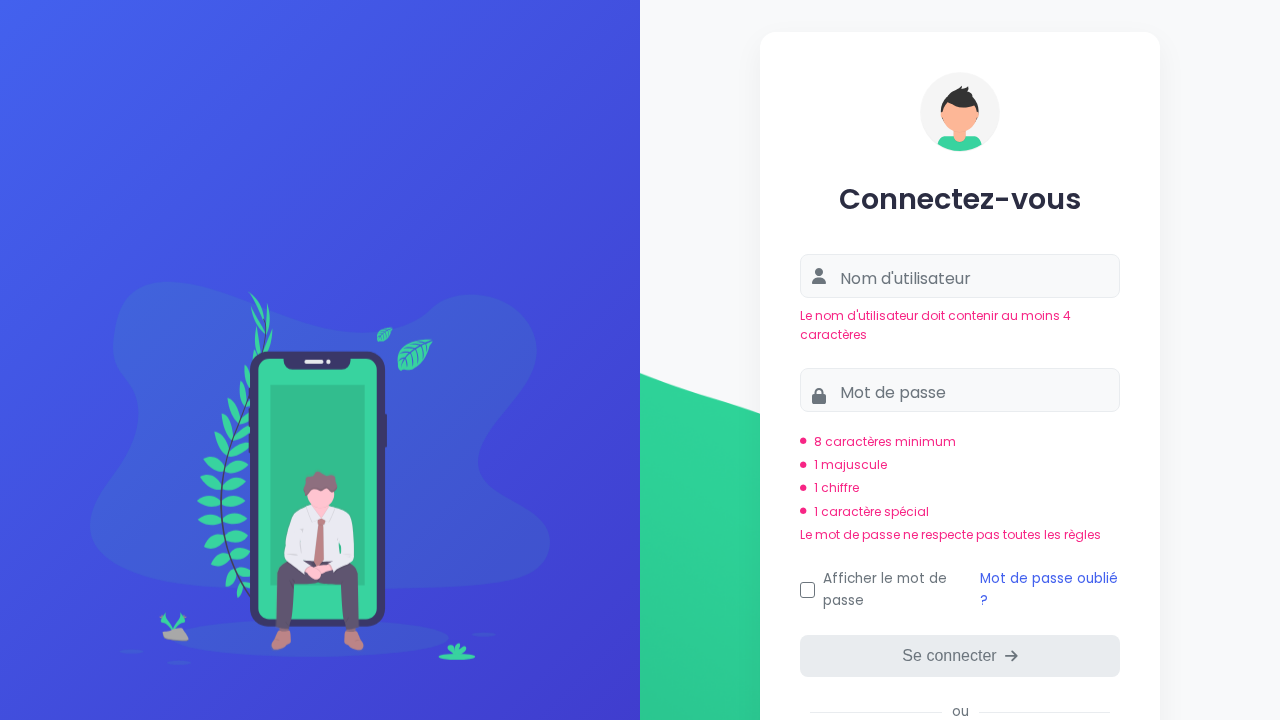 Connectez-vous
Nom d'utilisateur
Le nom d'utilisateur doit contenir au moins 4
caractères
Mot de passe
8 caractères minimum
1 majuscule
1 chiffre
1 caractère spécial
Le mot de passe ne respecte pas toutes les règles
Afficher le mot de
passe
Mot de passe oublié
?
Se connecter
ou